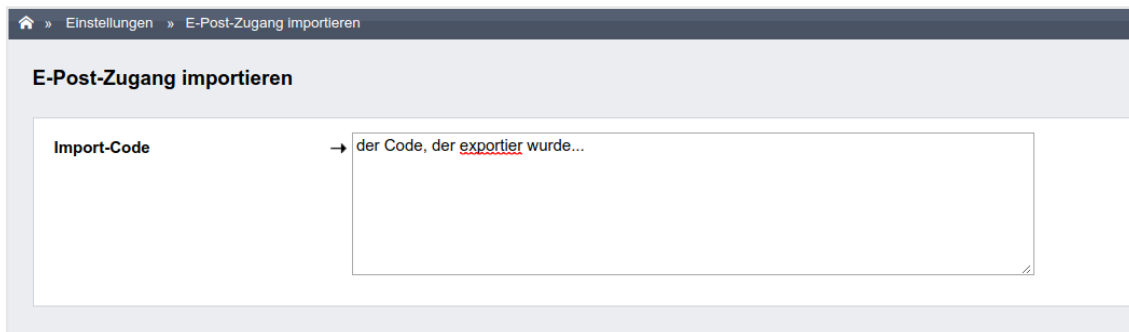 » Einstellungen » E-Post-Zugang importieren
E-Post-Zugang importieren
Import-Code → der Code, der exportier wurde...